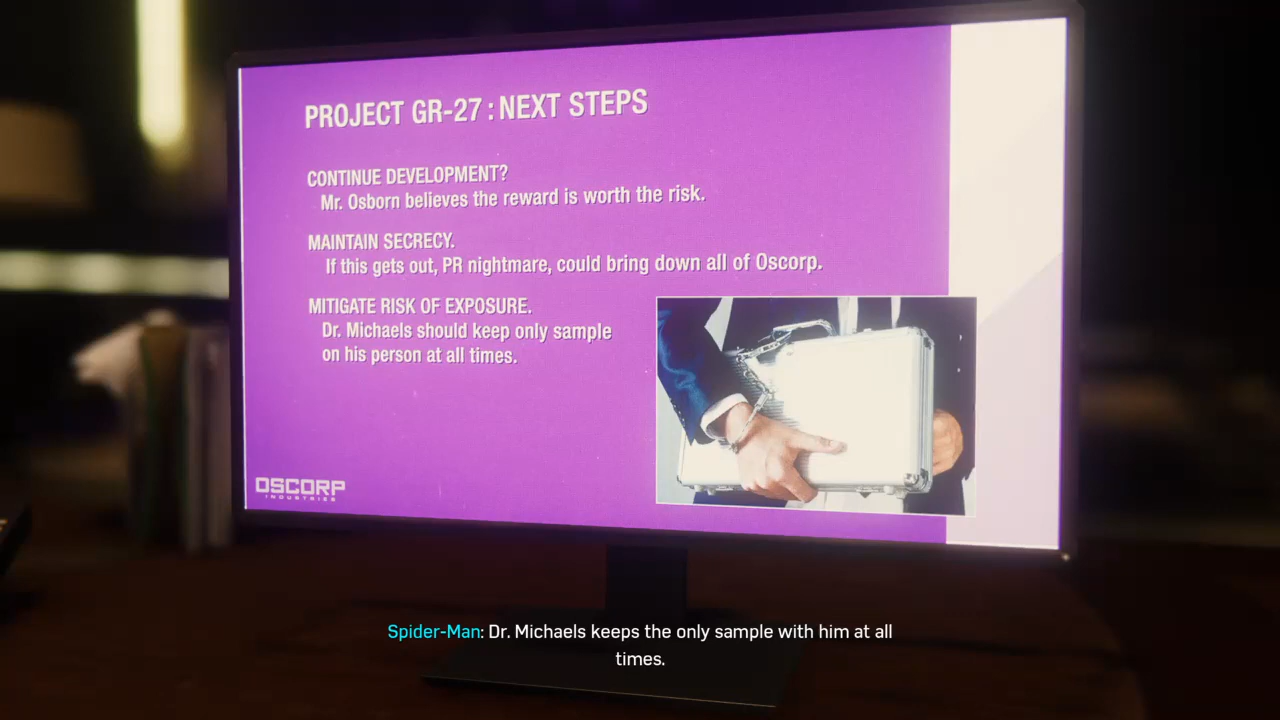 PROJECT GR-27 : NEXT STEPS
CONTINUE DEVELOPMENT?
Mr. Osborn believes the reward is worth the risk.
MAINTAIN SECRECY.
If this gets out, PR nightmare, could bring down all of Oscorp.
MITIGATE RISK OF EXPOSURE.
Dr. Michaels should keep only sample
on his person at all times.
OSCORP
INDUSTRIES
Spider-Man: Dr. Michaels keeps the only sample with him at all
times.